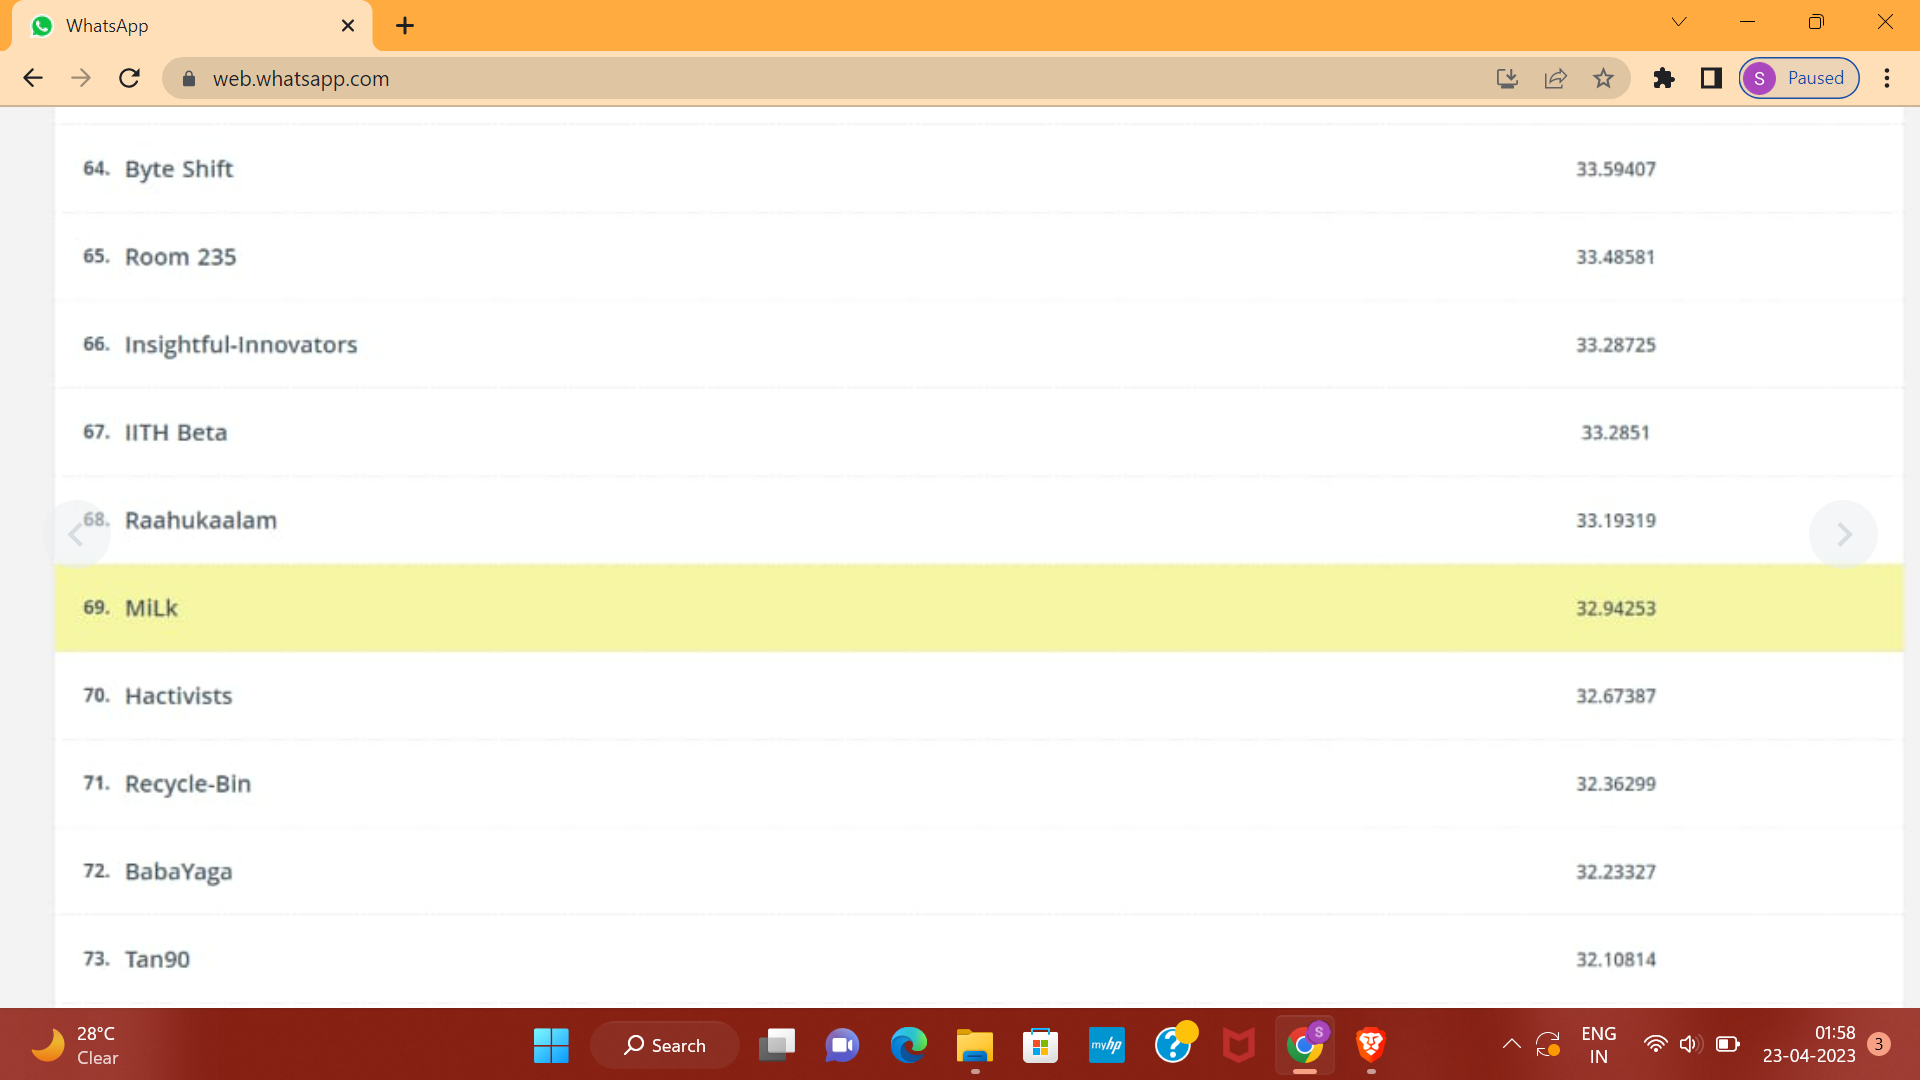 WhatsApp
web.whatsapp.com
S Paused
64. Byte Shift 33.59407
65. Room 235 33.48581
66. Insightful-Innovators 33.28725
67. IITH Beta 33.2851
68. Raahukaalam 33.19319
69. MiLk 32.94253
70. Hactivists 32.67387
71. Recycle-Bin 32.36299
72. BabaYaga 32.23327
73. Tan90 32.10814
28°C
Clear
Search
myhp
?
S
ENG
IN
01:58
23-04-2023
3